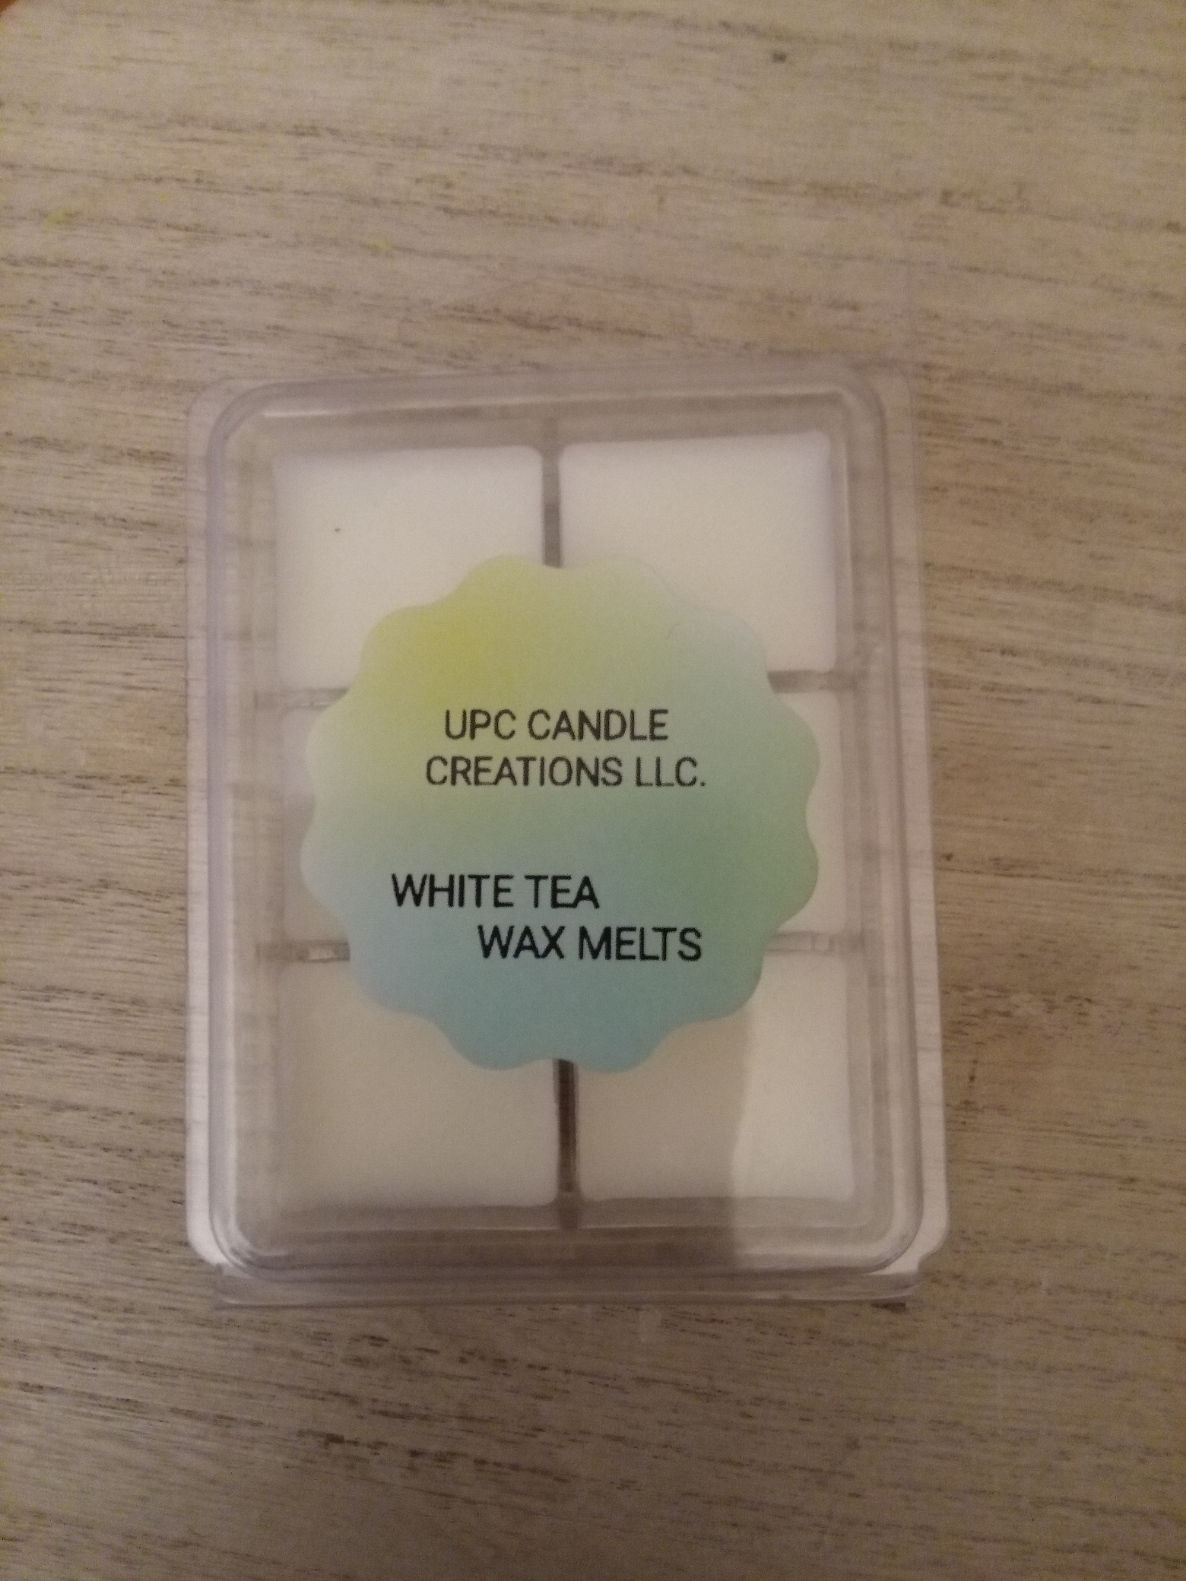 UPC CANDLE
CREATIONS LLC.
WHITE TEA
WAX MELTS